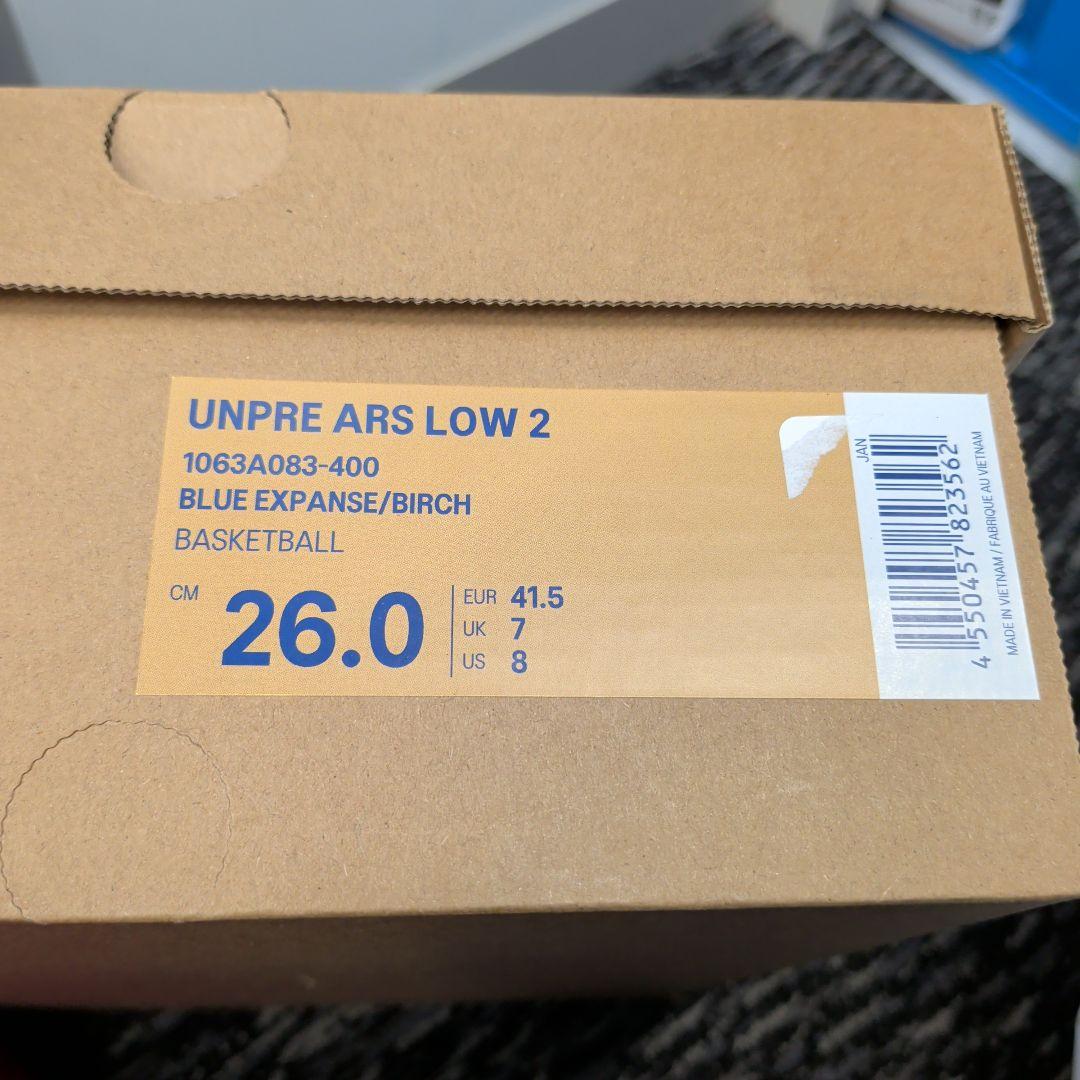 UNPRE ARS LOW 2
1063A083-400
BLUE EXPANSE/BIRCH
BASKETBALL
CM 26.0
EUR 41.5
UK 7
US 8
JAN
4 550457 823562
MADE IN VIETNAM / FABRIQUE AU VIETNAM